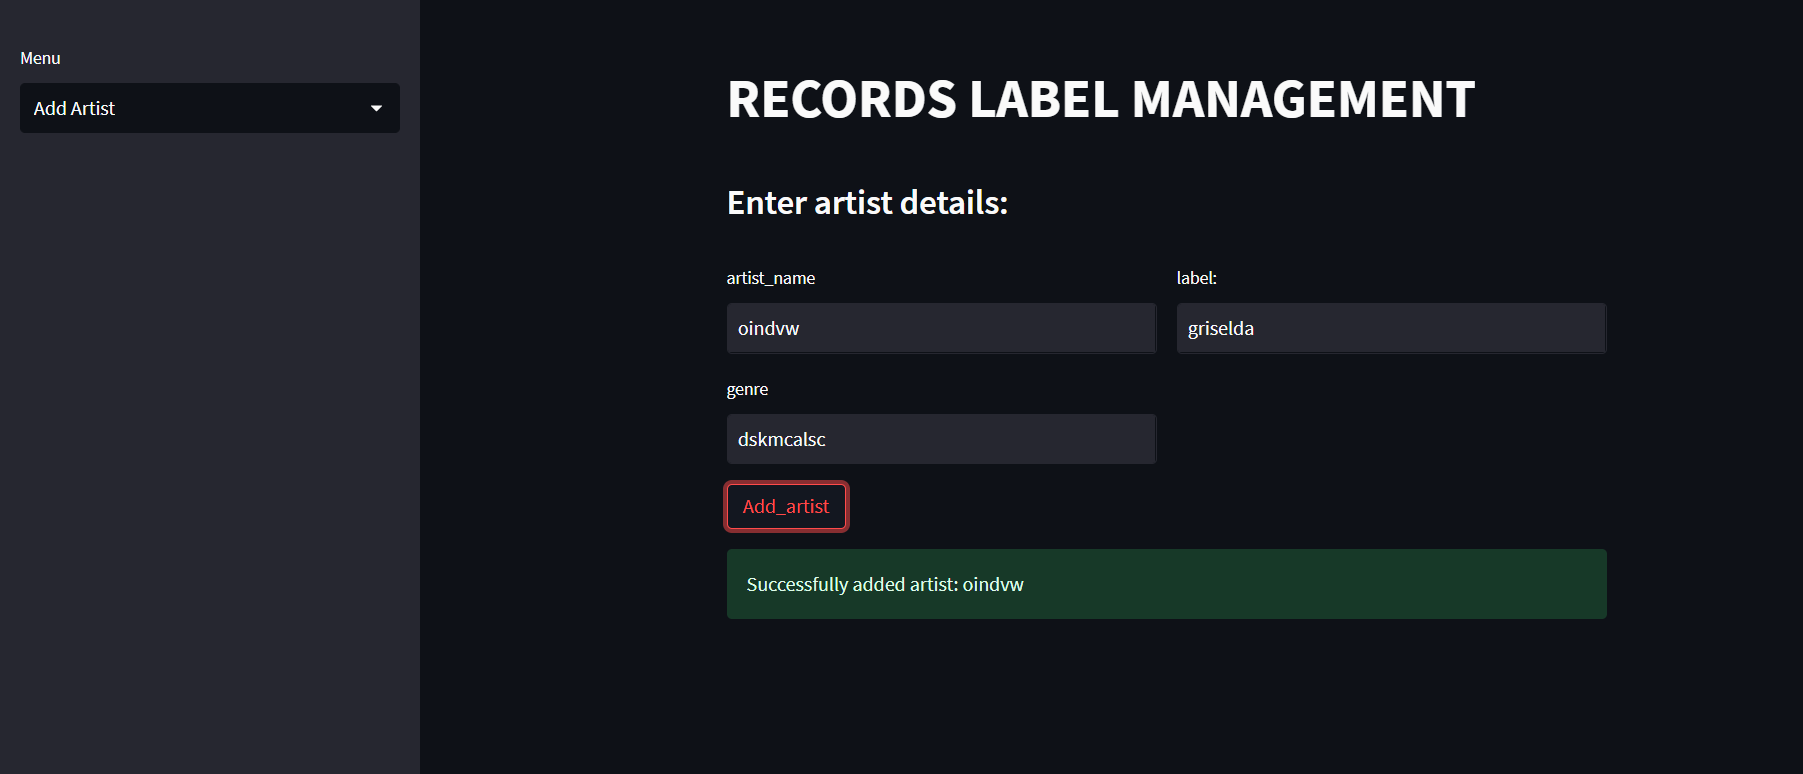 Menu
Add Artist
RECORDS LABEL MANAGEMENT
Enter artist details:
artist_name
label:
oindvw
griselda
genre
dskmcalsc
Add_artist
Successfully added artist: oindvw